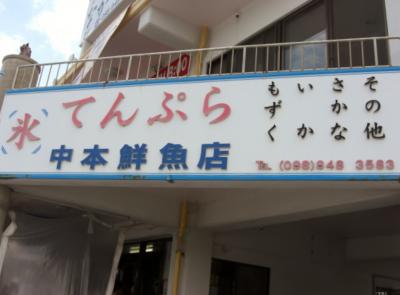 氷
てんぷら
中本鮮魚店
その他
さかな
いか
もずく
TEL (098)948 3583